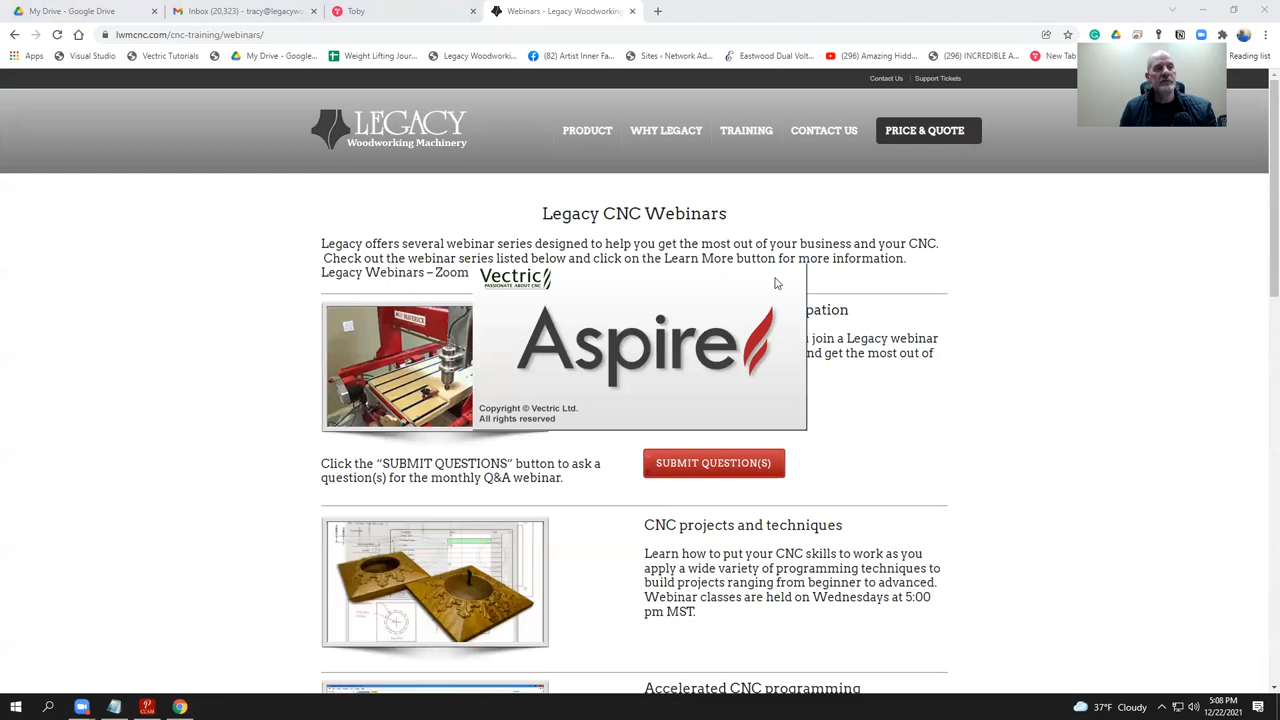 My Drive - Google Drive
Inbox (20,323) - tracy@legacywo
Toby
Webinars - Legacy Woodworking
lwmcnc.com/cnc-training/webinars/
Apps
Visual Studio
Vectric Tutorials
My Drive - Google...
Weight Lifting Jour...
Legacy Woodworki...
(82) Artist Inner Fa...
Sites ‹ Network Ad...
Eastwood Dual Volt...
(296) Amazing Hidd...
(296) INCREDIBLE A...
New Tab
Reading list
Contact Us
Support Tickets
LEGACY
Woodworking Machinery
PRODUCT
WHY LEGACY
TRAINING
CONTACT US
PRICE & QUOTE
Legacy CNC Webinars
Legacy offers several webinar series designed to help you get the most out of your business and your CNC.
Check out the webinar series listed below and click on the Learn More button for more information.
Legacy Webinars – Zoom
Vectric
PASSIONATE ABOUT CNC
Aspire
Copyright © Vectric Ltd.
All rights reserved
MAVERICK
pation
join a Legacy webinar
nd get the most out of
Click the “SUBMIT QUESTIONS” button to ask a
question(s) for the monthly Q&A webinar.
SUBMIT QUESTION(S)
CNC projects and techniques
Learn how to put your CNC skills to work as you
apply a wide variety of programming techniques to
build projects ranging from beginner to advanced.
Webinar classes are held on Wednesdays at 5:00
pm MST.
Accelerated CNC programming
37°F Cloudy
5:08 PM
12/22/2021